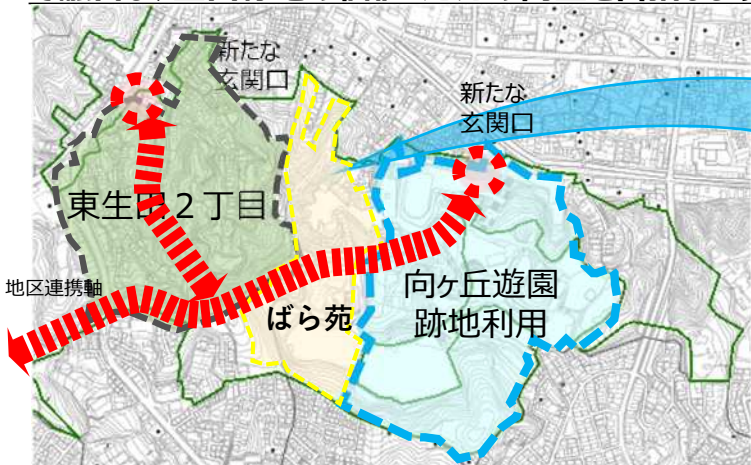 新たな
玄関口
新たな
玄関口
東生田２丁目
地区連携軸
ばら苑
向ヶ丘遊園
跡地利用